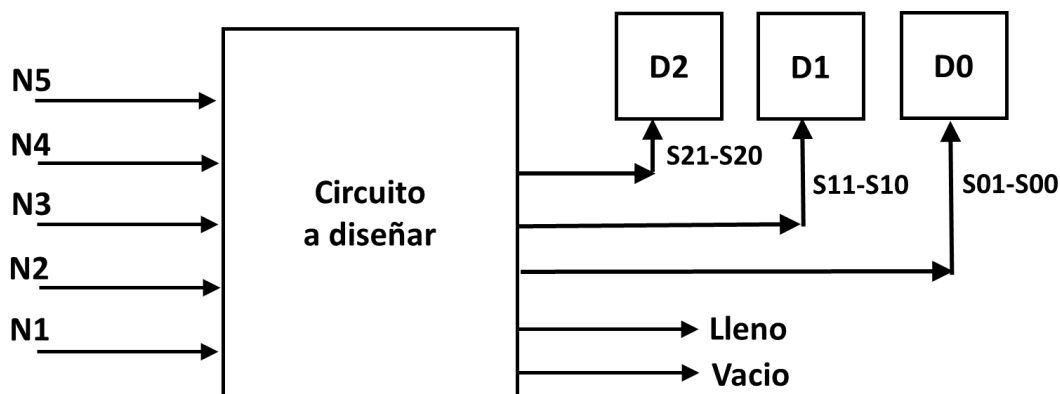 N5
N4
N3
N2
N1
Circuito
a diseñar
D2
D1
D0
S21-S20
S11-S10
S01-S00
Lleno
Vacio